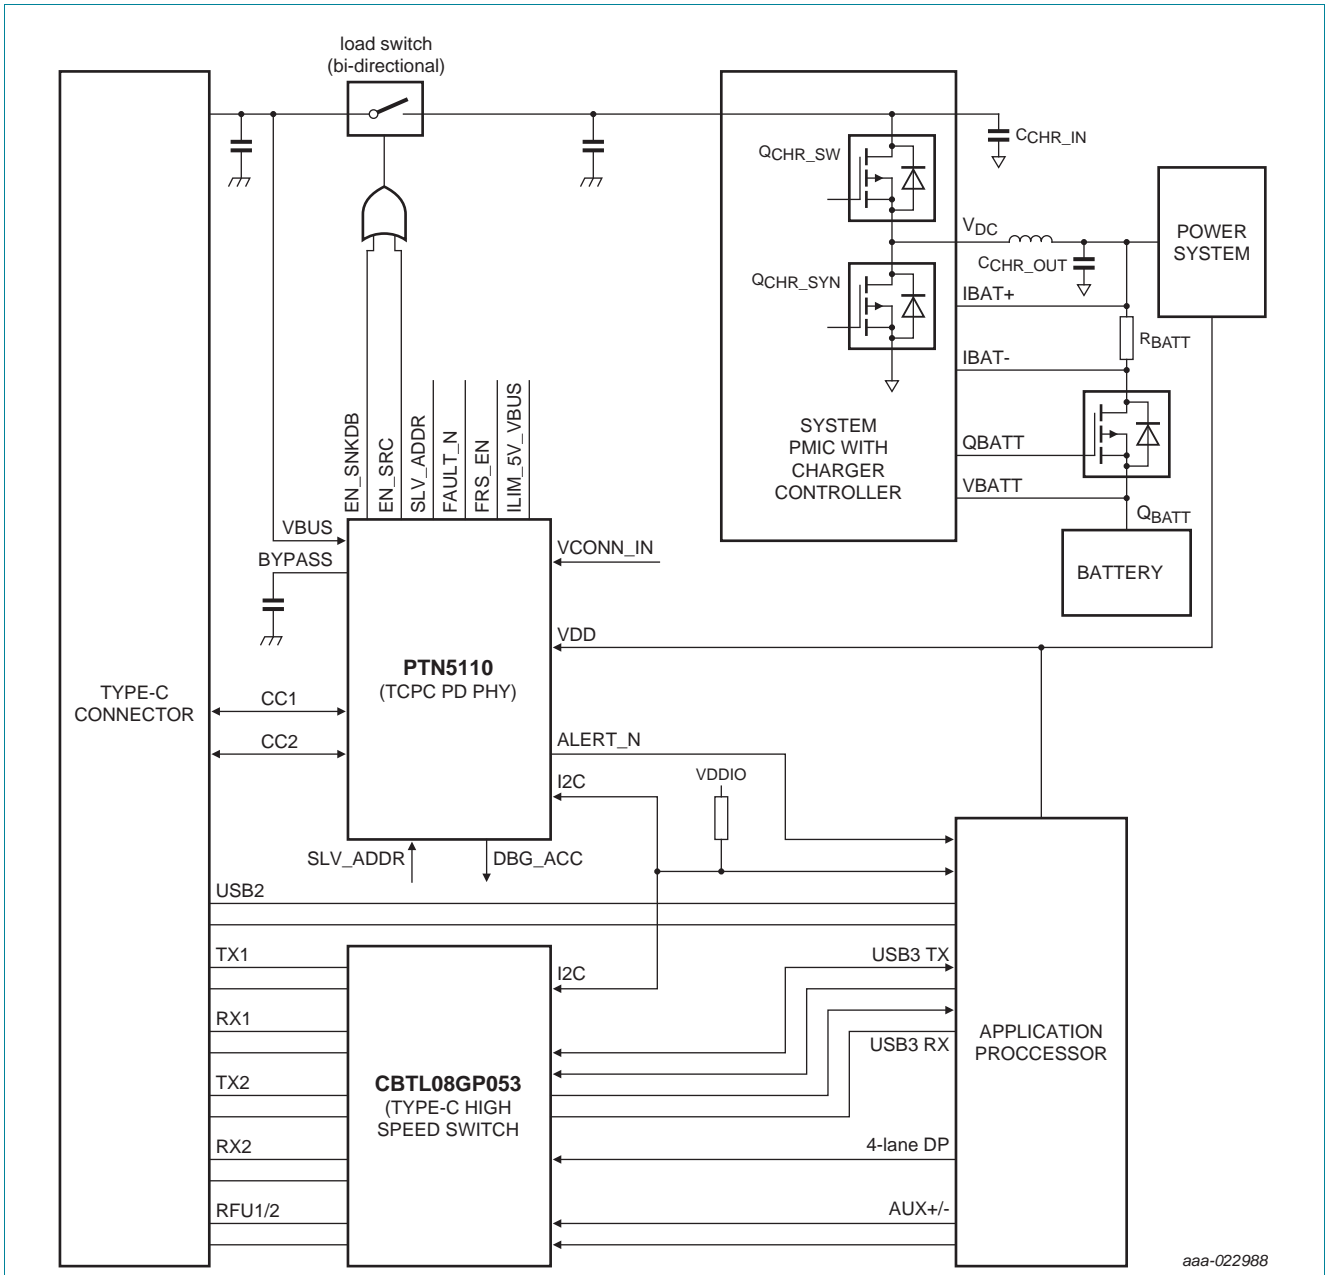 load switch
(bi-directional)
CCHR_IN
QCHR_SW
POWER
SYSTEM
VDC
CCHR_OUT
QCHR_SYN
IBAT+
RBATT
IBAT-
SYSTEM
PMIC WITH
CHARGER
CONTROLLER
QBATT
VBATT
QBATT
BATTERY
EN_SNKDB
EN_SRC
SLV_ADDR
FAULT_N
FRS_EN
ILIM_5V_VBUS
VBUS
BYPASS
VCONN_IN
VDD
PTN5110
(TCPC PD PHY)
TYPE-C
CONNECTOR
CC1
CC2
ALERT_N
I2C
VDDIO
SLV_ADDR
DBG_ACC
USB2
TX1
RX1
TX2
RX2
RFU1/2
I2C
CBTL08GP053
(TYPE-C HIGH
SPEED SWITCH
USB3 TX
USB3 RX
4-lane DP
AUX+/-
APPLICATION
PROCCESSOR
aaa-022988